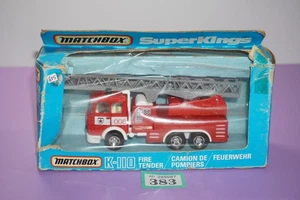 MATCHBOX SuperKings
MATCHBOX K-110 FIRE TENDER/ CAMION DE POMPIERS / FEUERWEHR
383